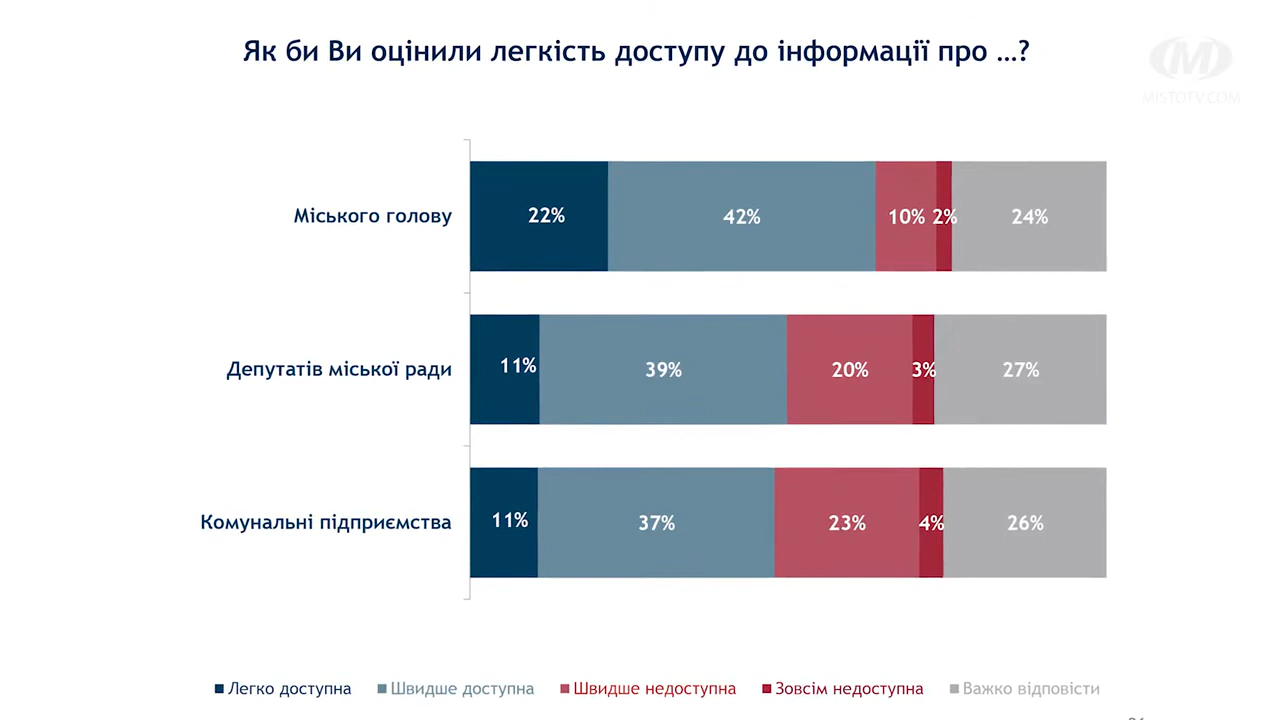 Як би Ви оцінили легкість доступу до інформації про …?
M
MISTOTV.COM
Міського голову
22% 42% 10% 2% 24%
Депутатів міської ради
11% 39% 20% 3% 27%
Комунальні підприємства
11% 37% 23% 4% 26%
Легко доступна Швидше доступна Швидше недоступна Зовсім недоступна Важко відповісти